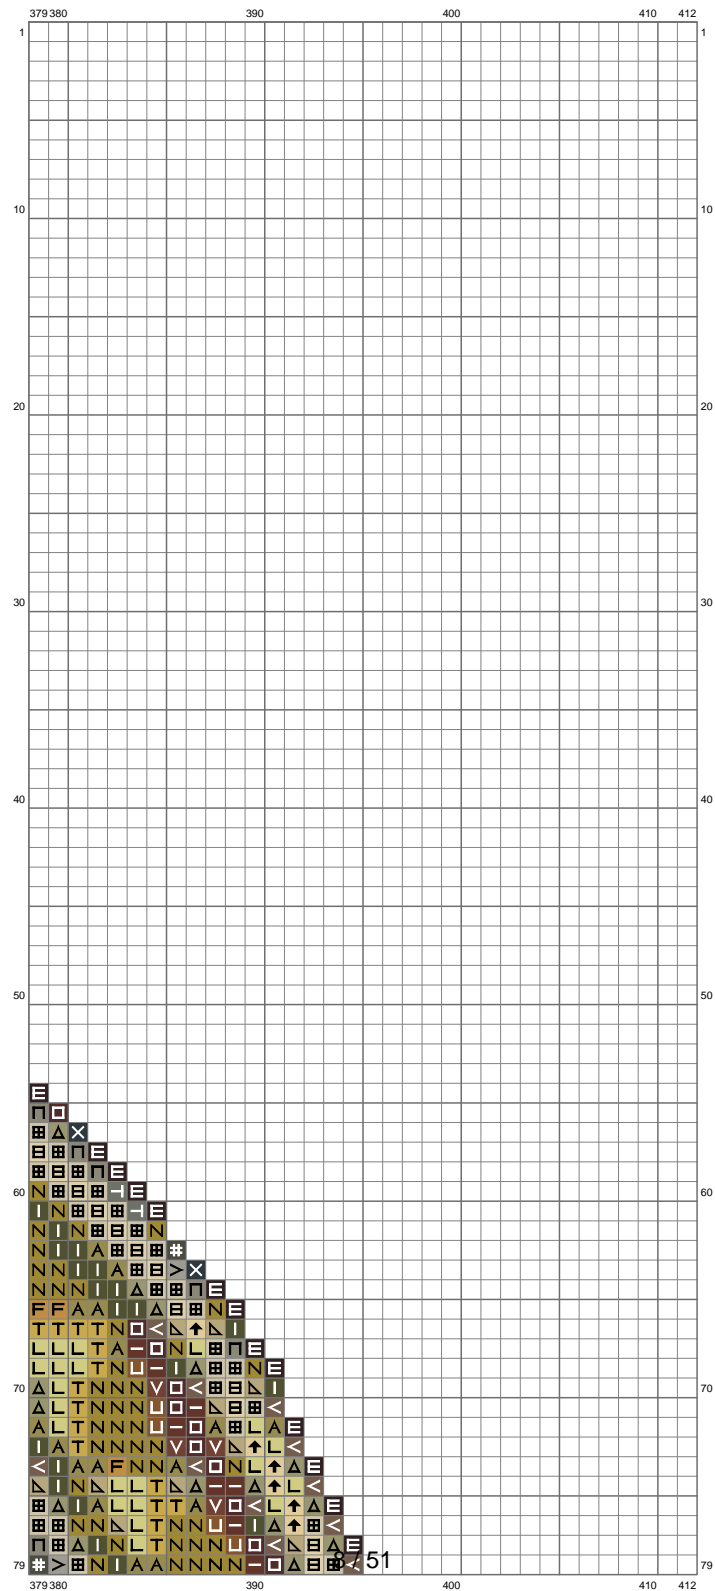 379 380 390 400 410 412
1 1
10 10
20 20
30 30
40 40
50 50
E
⊓ □
⊞ △ ×
⊟ ⊞ ⊓ E
⊞ ⊟ ⊞ ⊓ E
60 N ⊞ ⊟ ⊞ ⊣ E 60
I N ⊞ ⊟ ⊞ ⊣ E
N I N ⊞ ⊟ ⊞ N
N I I A ⊞ ⊟ ⊞ #
N N I I A ⊞ ⊟ > ×
N N N I I △ ⊞ ⊞ ⊓ E
F F A A I I △ ⊟ ⊞ N E
T T T T N □ < ◺ ↑ ◺ I
L L L T A − □ N L ⊞ ⊓ E
L L L T N U − I △ ⊞ ⊞ N E
70 △ L T N N N V □ < ⊞ ⊟ ◺ I 70
△ L T N N N U □ − ◺ ⊟ ⊞ <
A L T N N N U − □ A ⊞ L A E
I A T N N N N V □ V ◺ ↑ L <
< I A A F N N A < □ N L ↑ △ E
◺ I N ◺ L L T ◺ △ − − △ ↑ L <
⊞ △ I A L L T T A V □ < L ↑ △ E
⊞ ⊞ N N ◺ L T N N U − I △ ↑ ⊞ <
⊓ ⊞ △ I N L T N N N U □ < ◺ ⊟ △ E
79 # > ⊞ N I A A N N N N − □ △ ⊟ ⊞ < 79
8 / 51
379 380 390 400 410 412